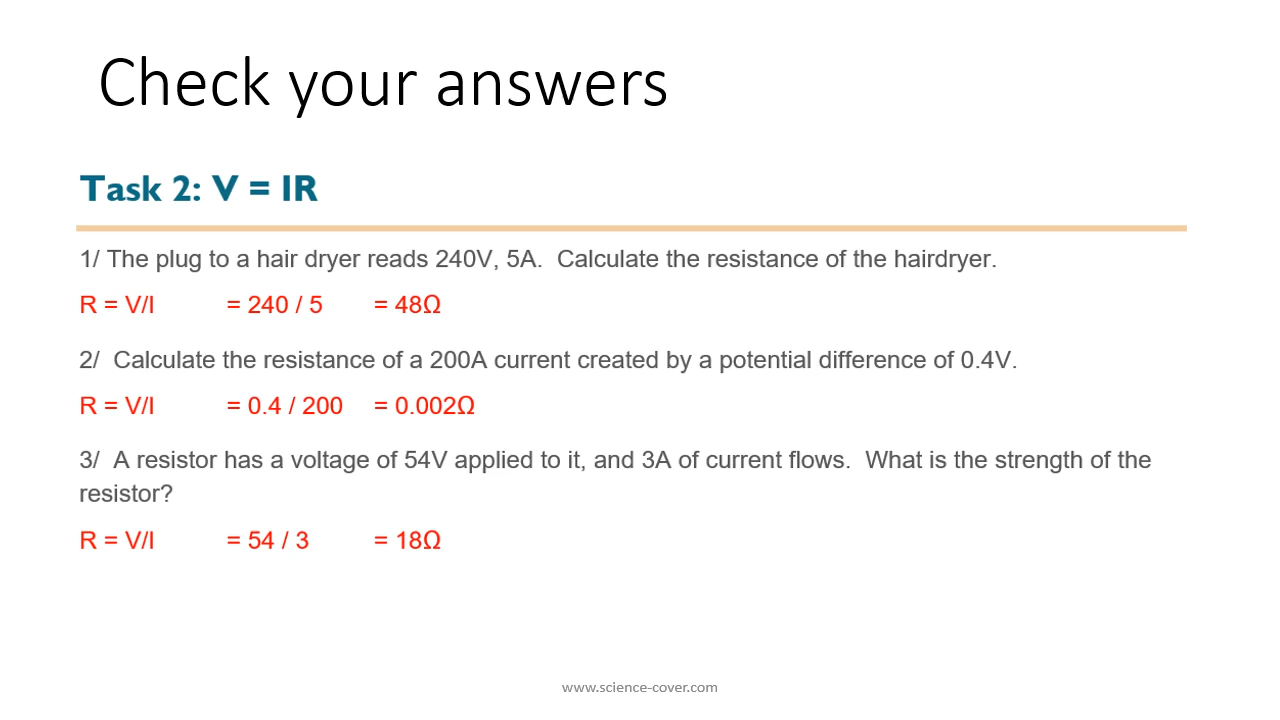 Check your answers
Task 2: V = IR
1/ The plug to a hair dryer reads 240V, 5A.  Calculate the resistance of the hairdryer.
R = V/I = 240 / 5 = 48Ω
2/  Calculate the resistance of a 200A current created by a potential difference of 0.4V.
R = V/I = 0.4 / 200 = 0.002Ω
3/  A resistor has a voltage of 54V applied to it, and 3A of current flows.  What is the strength of the
resistor?
R = V/I = 54 / 3 = 18Ω
www.science-cover.com